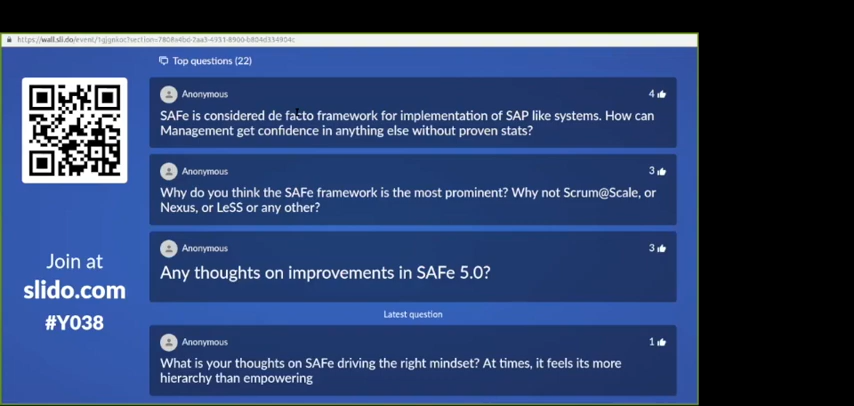 Top questions (22)
Anonymous
4
SAFe is considered de facto framework for implementation of SAP like systems. How can
Management get confidence in anything else without proven stats?
Anonymous
3
Why do you think the SAFe framework is the most prominent? Why not Scrum@Scale, or
Nexus, or LeSS or any other?
Join at
slido.com
#Y038
Anonymous
3
Any thoughts on improvements in SAFe 5.0?
Latest question
Anonymous
1
What is your thoughts on SAFe driving the right mindset? At times, it feels its more
hierarchy than empowering